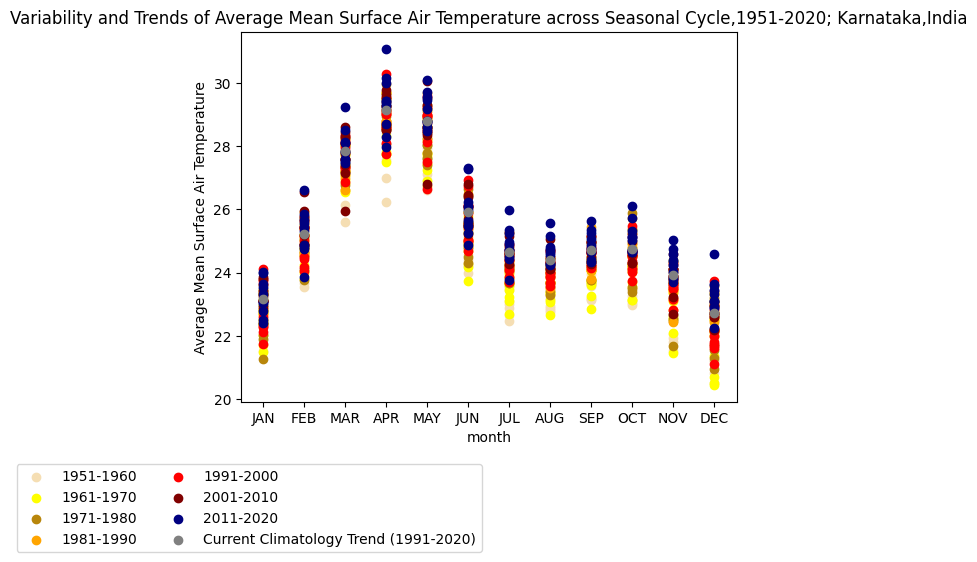 Variability and Trends of Average Mean Surface Air Temperature across Seasonal Cycle,1951-2020; Karnataka,India
Average Mean Surface Air Temperature
30
28
26
24
22
20
JAN FEB MAR APR MAY JUN JUL AUG SEP OCT NOV DEC
month
1951-1960
1961-1970
1971-1980
1981-1990
1991-2000
2001-2010
2011-2020
Current Climatology Trend (1991-2020)